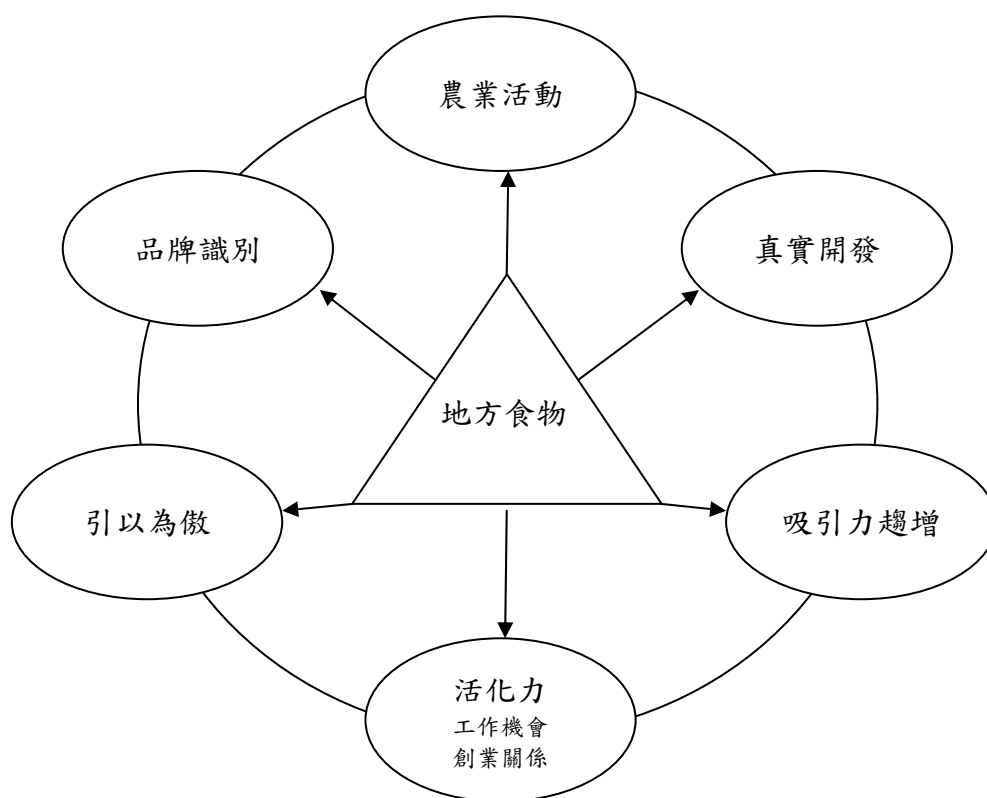 農業活動
品牌識別
真實開發
地方食物
引以為傲
吸引力趨增
活化力
工作機會
創業關係